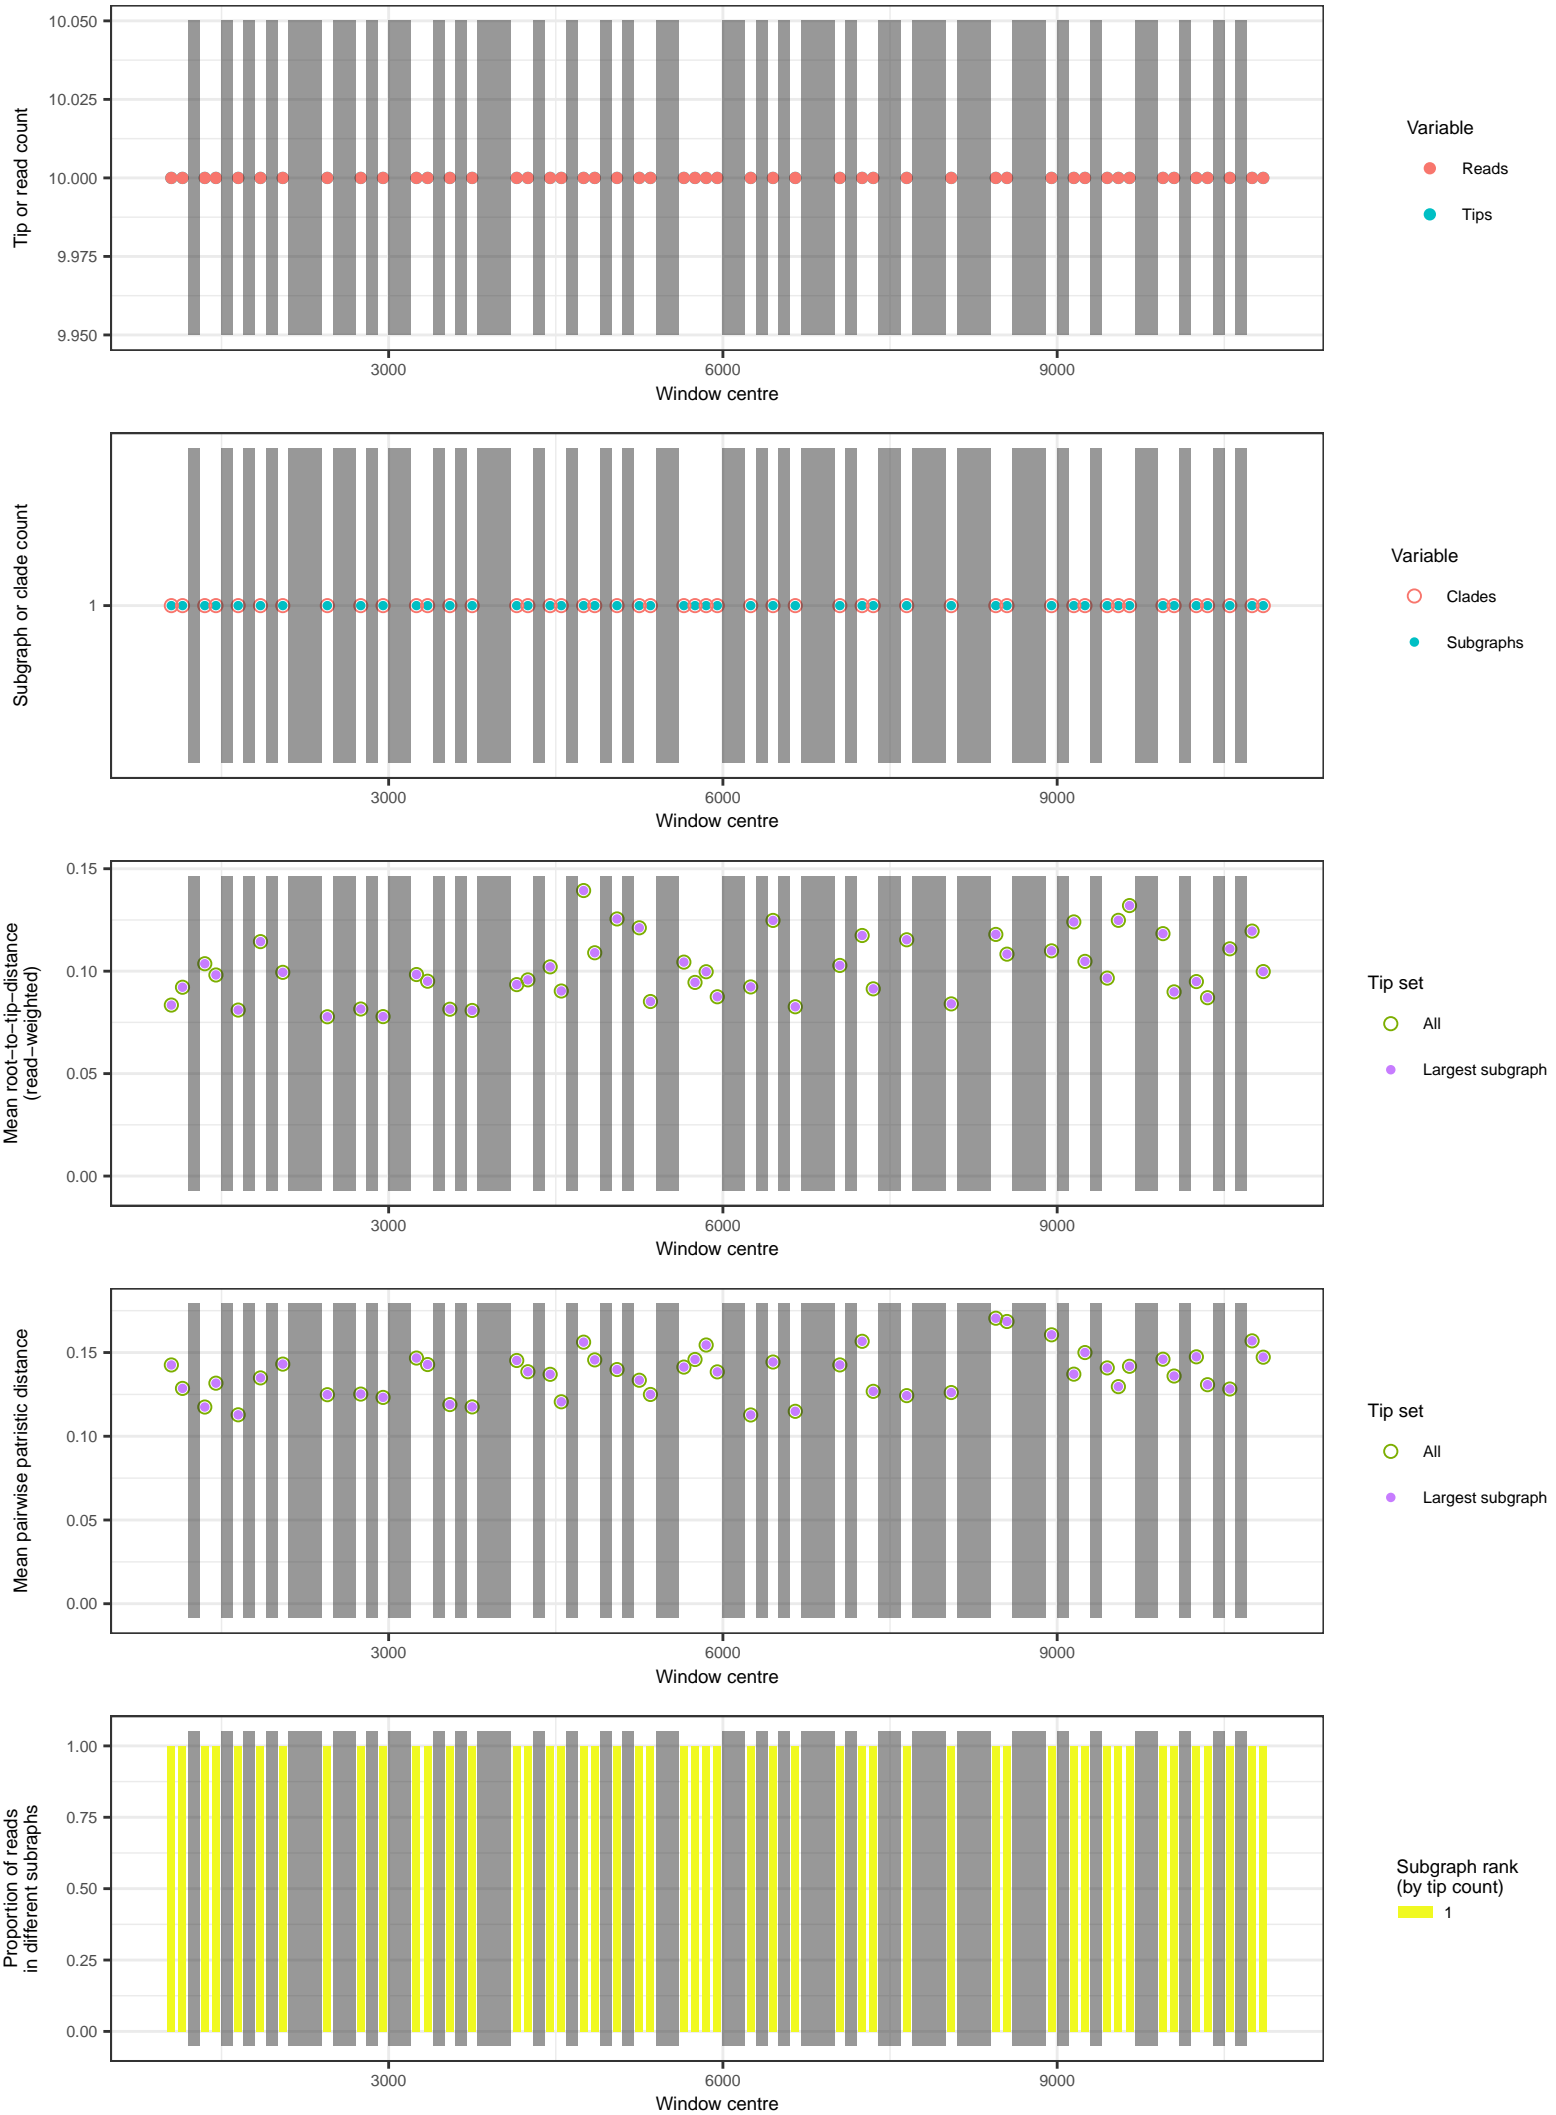 10.050
10.025
10.000
9.975
9.950
Tip or read count
3000
6000
9000
Window centre
Variable
Reads
Tips
1
Subgraph or clade count
3000
6000
9000
Window centre
Variable
Clades
Subgraphs
0.15
0.10
0.05
0.00
Mean root−to−tip−distance
(read−weighted)
3000
6000
9000
Window centre
Tip set
All
Largest subgraph
0.15
0.10
0.05
0.00
Mean pairwise patristic distance
3000
6000
9000
Window centre
Tip set
All
Largest subgraph
1.00
0.75
0.50
0.25
0.00
Proportion of reads
in different subraphs
3000
6000
9000
Window centre
Subgraph rank
(by tip count)
1